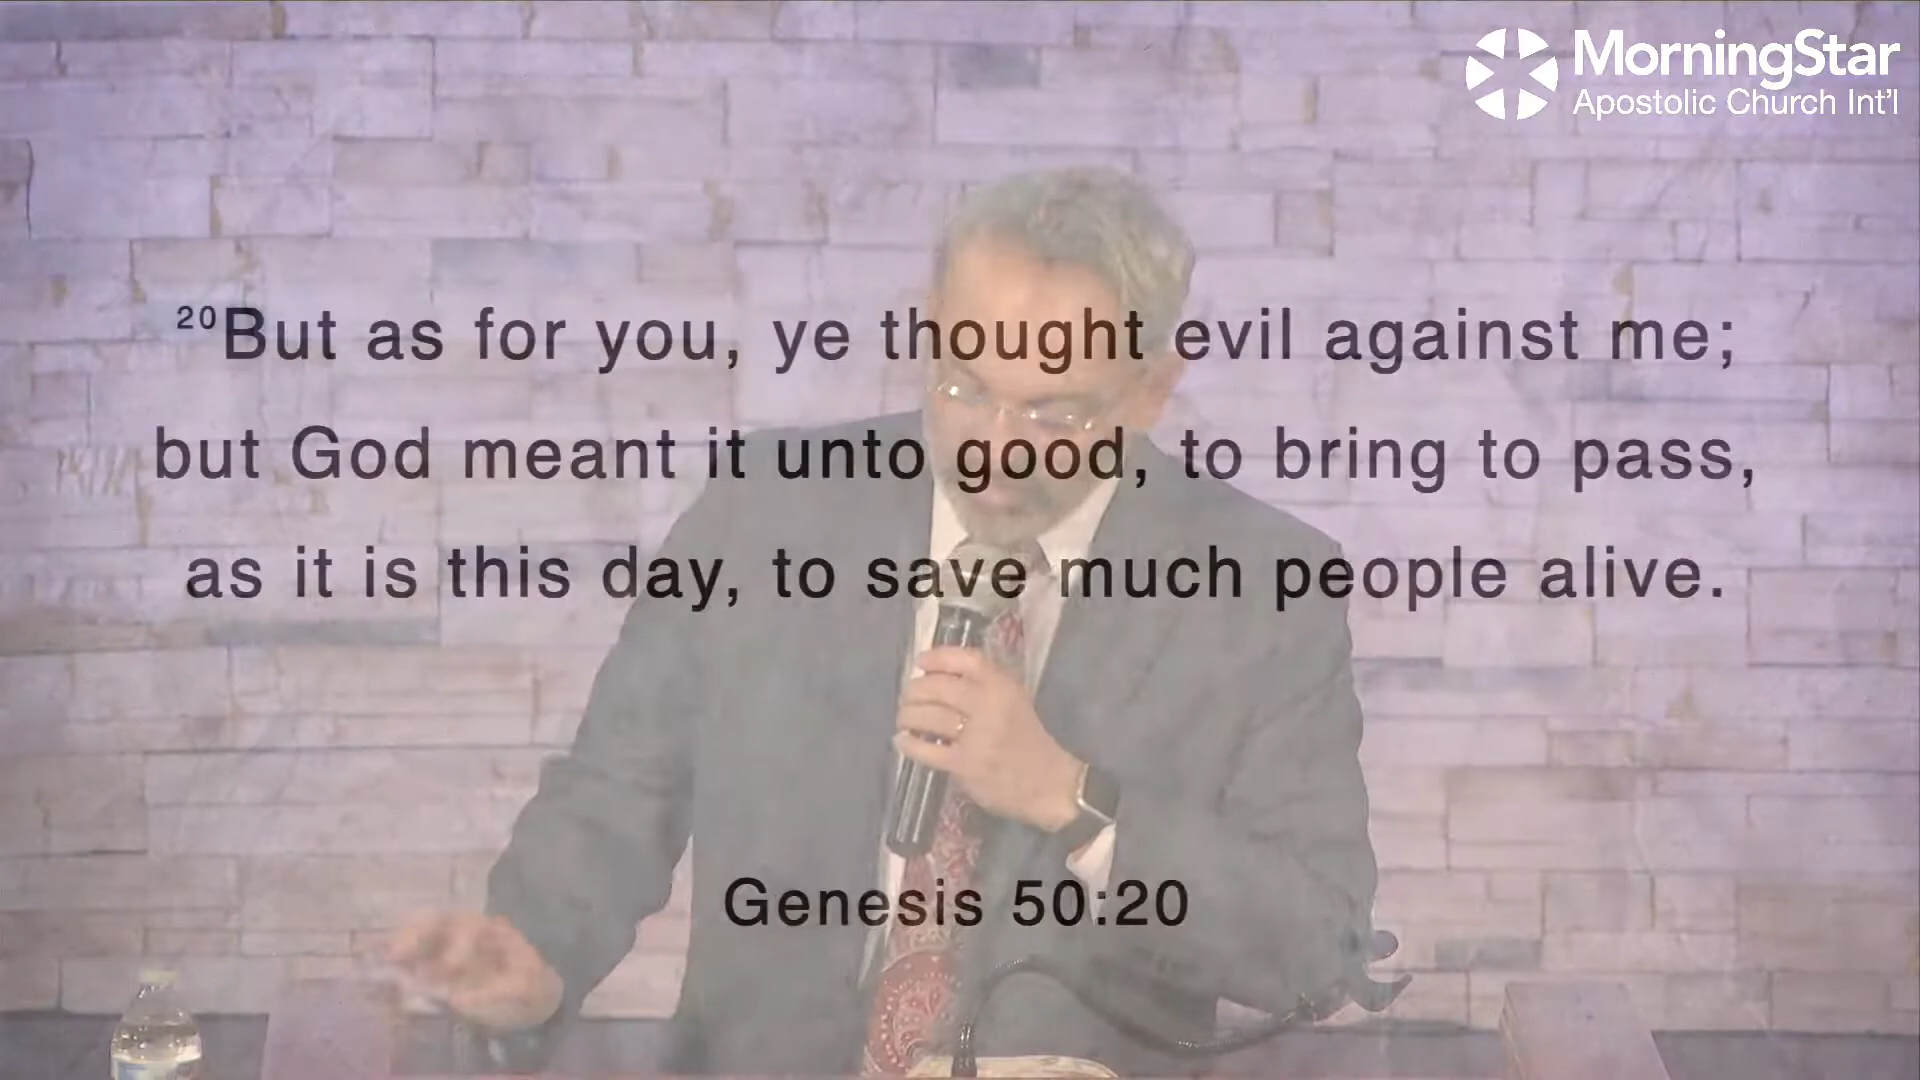 MorningStar
Apostolic Church Int'l
20But as for you, ye thought evil against me;
but God meant it unto good, to bring to pass,
as it is this day, to save much people alive.
Genesis 50:20